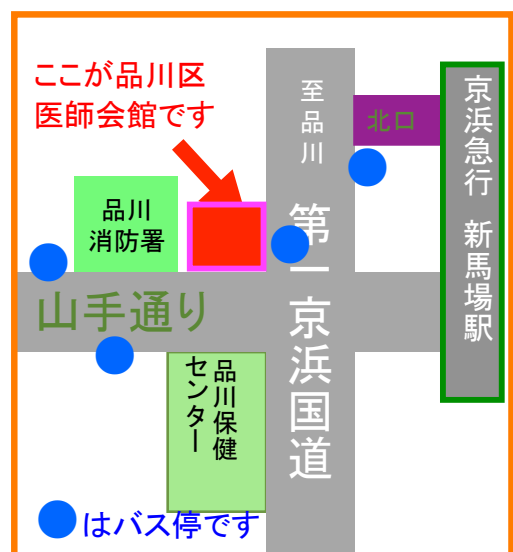 ここが品川区
医師会館です
至品川
北口
京浜急行 新馬場駅
品川
消防署
第一京浜国道
山手通り
品川保健
センター
はバス停です